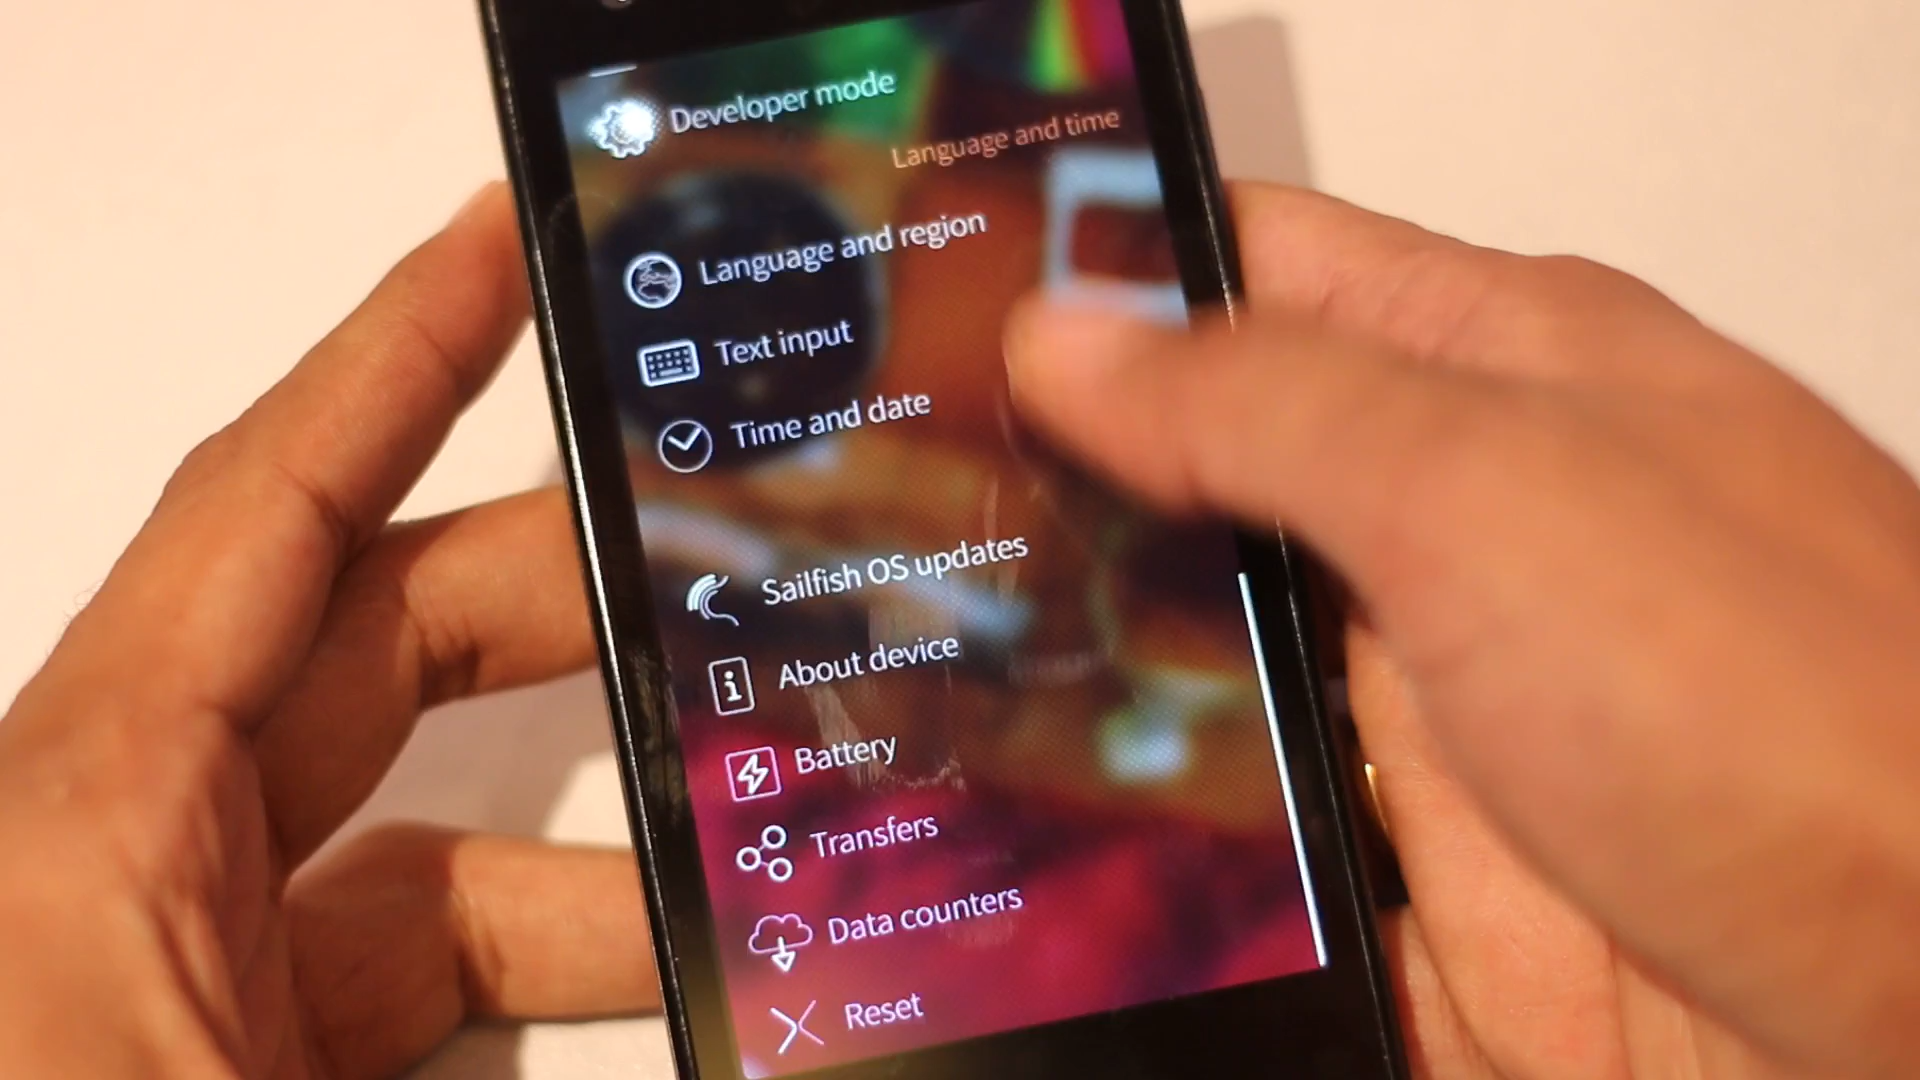 Developer mode
Language and time
Language and region
Text input
Time and date
Sailfish OS updates
About device
Battery
Transfers
Data counters
Reset